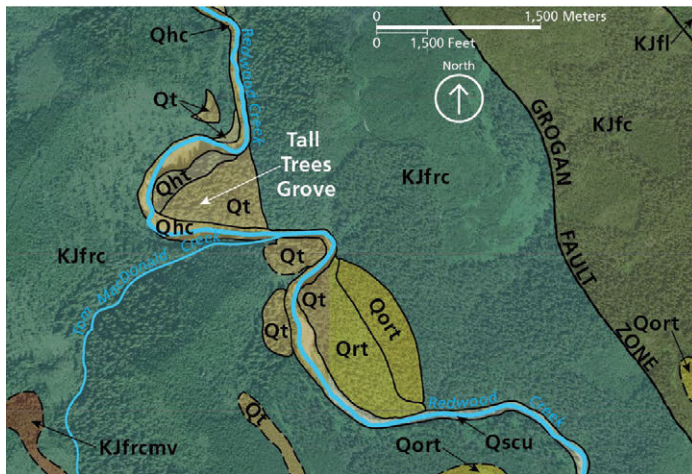 Qhc
Redwood Creek
0 1,500 Meters
0 1,500 Feet
North
KJfl
Qt
GROGAN FAULT ZONE
KJfc
Tall
Trees
Grove
KJfrc
Qht
Qt
Qhc
KJfrc
Tom MacDonald Creek
Qt
Qt
Qort
Qt
Qrt
Qort
Redwood Creek
Qt
KJfrcmv
Qort
Qscu